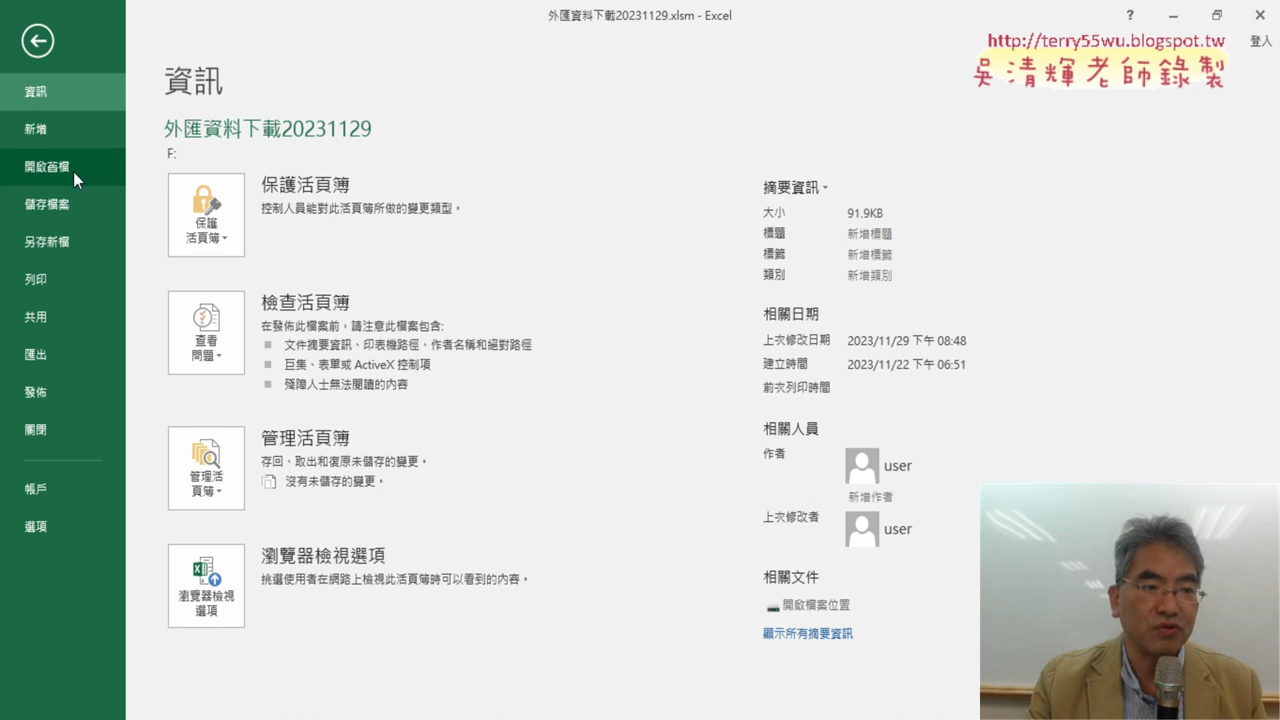 外匯資料下載20231129.xlsm - Excel
?
登入
http://terry55wu.blogspot.tw
吳清輝老師錄製
資訊
新增
開啟舊檔
儲存檔案
另存新檔
列印
共用
匯出
發佈
關閉
帳戶
選項
資訊
外匯資料下載20231129
F:
保護
活頁簿
保護活頁簿
控制人員能對此活頁簿所做的變更類型。
查看
問題
檢查活頁簿
在發佈此檔案前，請注意此檔案包含:
文件摘要資訊、印表機路徑、作者名稱和絕對路徑
巨集、表單或 ActiveX 控制項
殘障人士無法閱讀的內容
管理活
頁簿
管理活頁簿
存回、取出和復原未儲存的變更。
沒有未儲存的變更。
瀏覽器檢視
選項
瀏覽器檢視選項
挑選使用者在網路上檢視此活頁簿時可以看到的內容。
摘要資訊
大小 91.9KB
標題 新增標題
標籤 新增標籤
類別 新增類別
相關日期
上次修改日期 2023/11/29 下午 08:48
建立時間 2023/11/22 下午 06:51
前次列印時間
相關人員
作者 user
新增作者
上次修改者 user
相關文件
開啟檔案位置
顯示所有摘要資訊